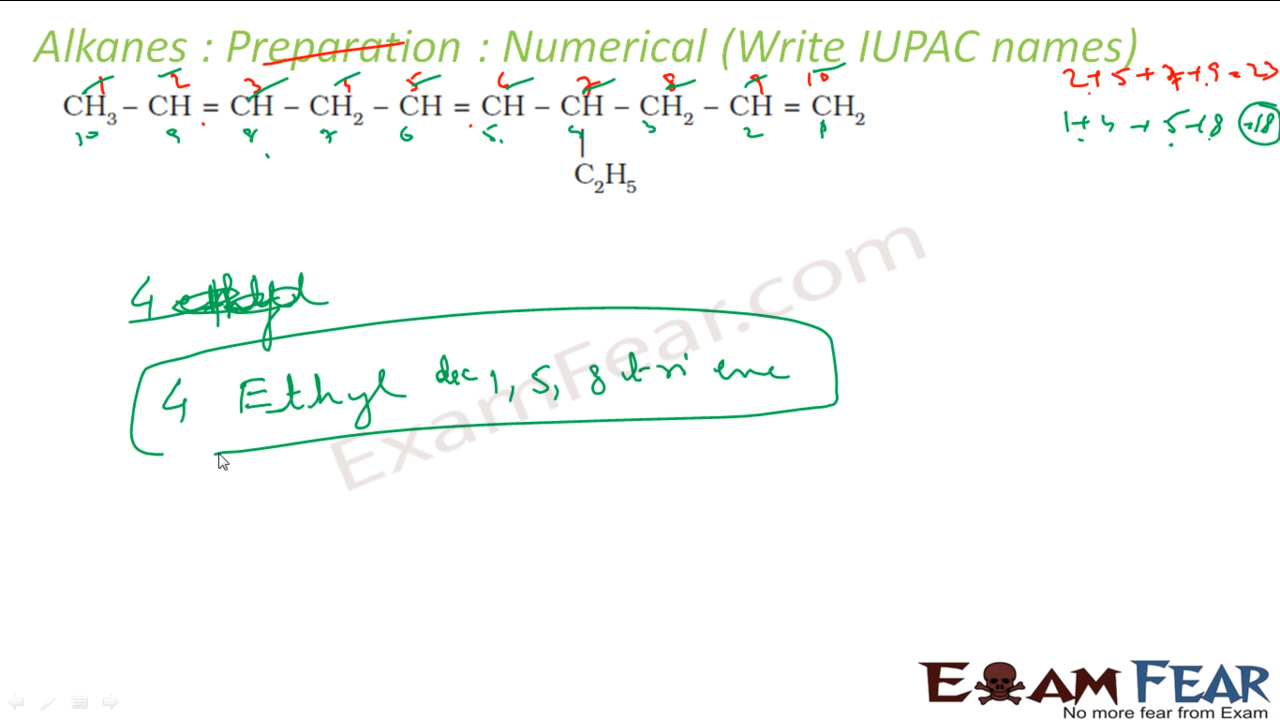 Alkanes : Preparation : Numerical (Write IUPAC names)
1 2 3 4 5 6 7 8 9 10 2+5+7+9=23
CH₃ – CH = CH – CH₂ – CH = CH – CH – CH₂ – CH = CH₂
10 9 8 7 6 5 4 3 2 1 1+4+5+8=18
C₂H₅
4
4 Ethyl dec 1, 5, 8 tri ene
ExamFear.com
EXAM FEAR
No more fear from Exam